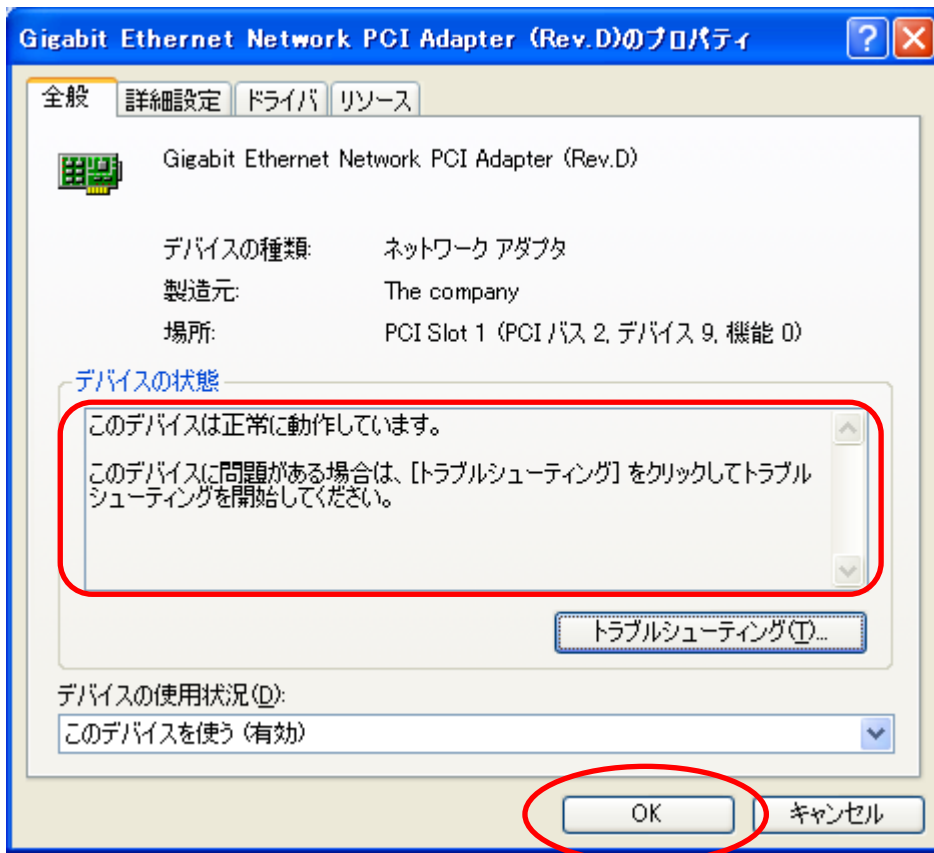 Gigabit Ethernet Network PCI Adapter (Rev.D)のプロパティ
全般 詳細設定 ドライバ リソース
Gigabit Ethernet Network PCI Adapter (Rev.D)
デバイスの種類: ネットワーク アダプタ
製造元: The company
場所: PCI Slot 1 (PCI バス 2, デバイス 9, 機能 0)
デバイスの状態
このデバイスは正常に動作しています。
このデバイスに問題がある場合は、[トラブルシューティング] をクリックしてトラブル
シューティングを開始してください。
トラブルシューティング(T)...
デバイスの使用状況(D):
このデバイスを使う (有効)
OK キャンセル